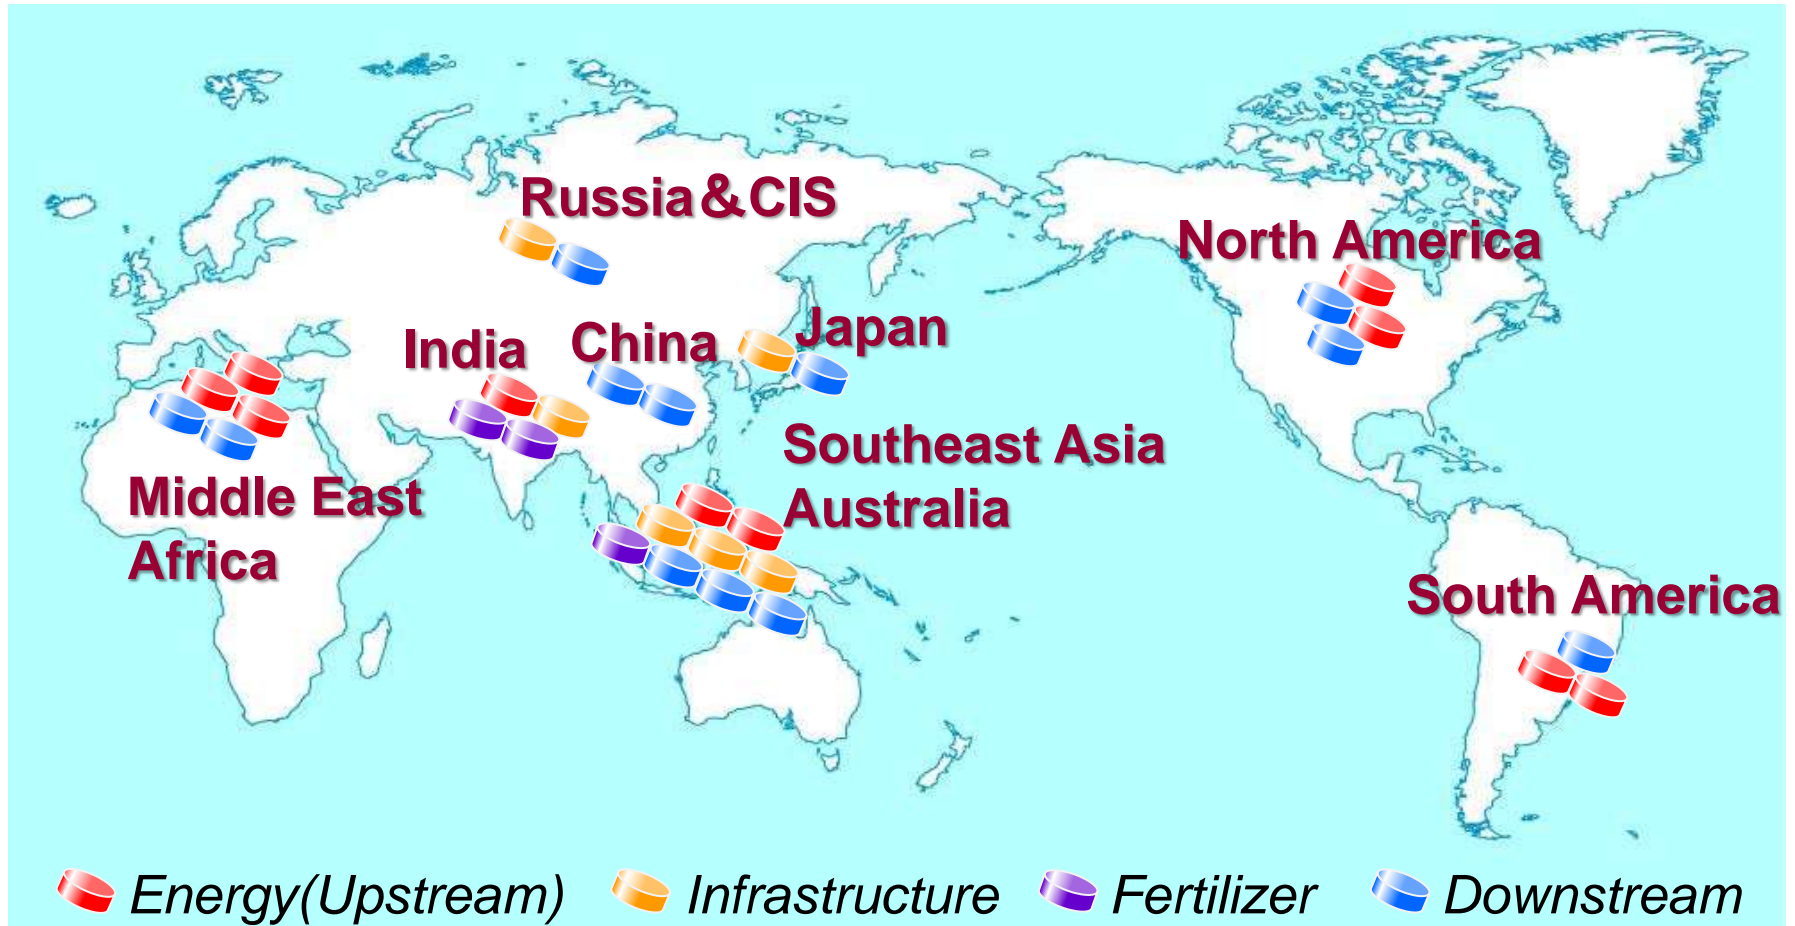 Russia&CIS
North America
India
China
Japan
Southeast Asia
Australia
Middle East
Africa
South America
Energy(Upstream)
Infrastructure
Fertilizer
Downstream